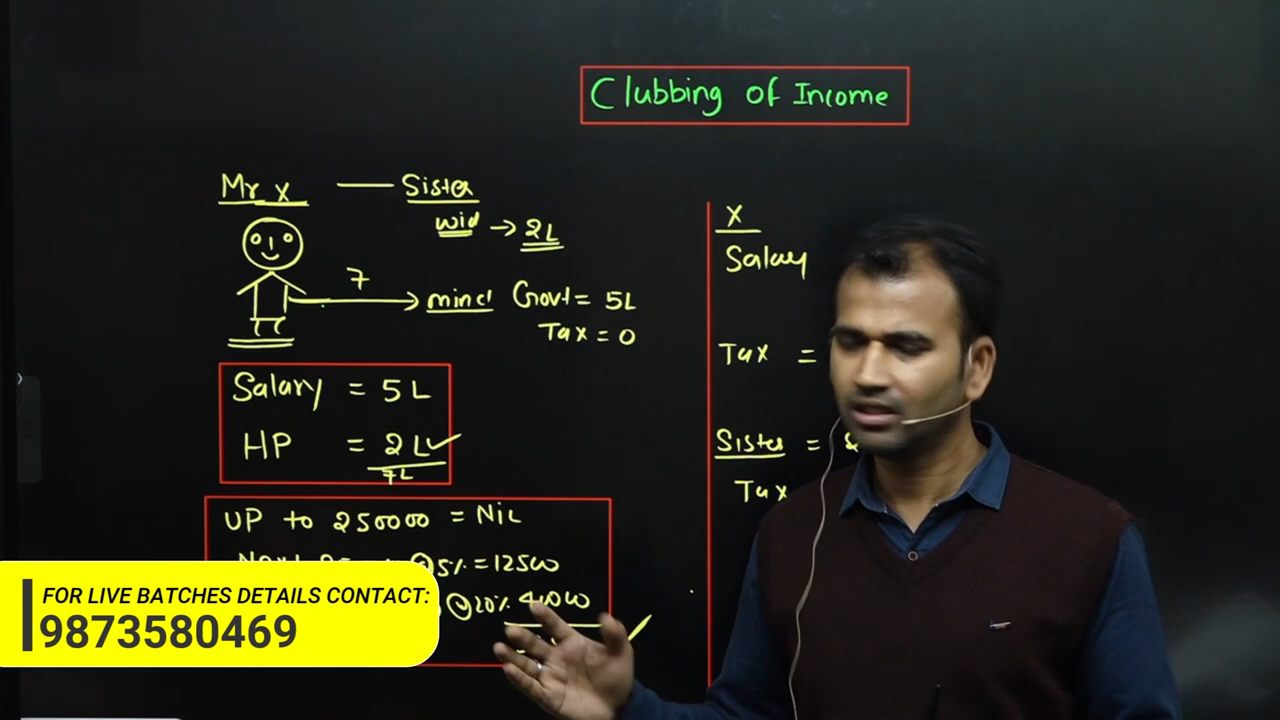 Clubbing of Income
Mr X — Sister
wid → 2L
7
→ mind Govt = 5L
Tax = 0
Salary = 5L
HP = 2L ✓
7L
UP to 250000 = NiL
@5% = 12500
@20%
X
Salary
Tax =
Sister =
Tax
FOR LIVE BATCHES DETAILS CONTACT:
9873580469